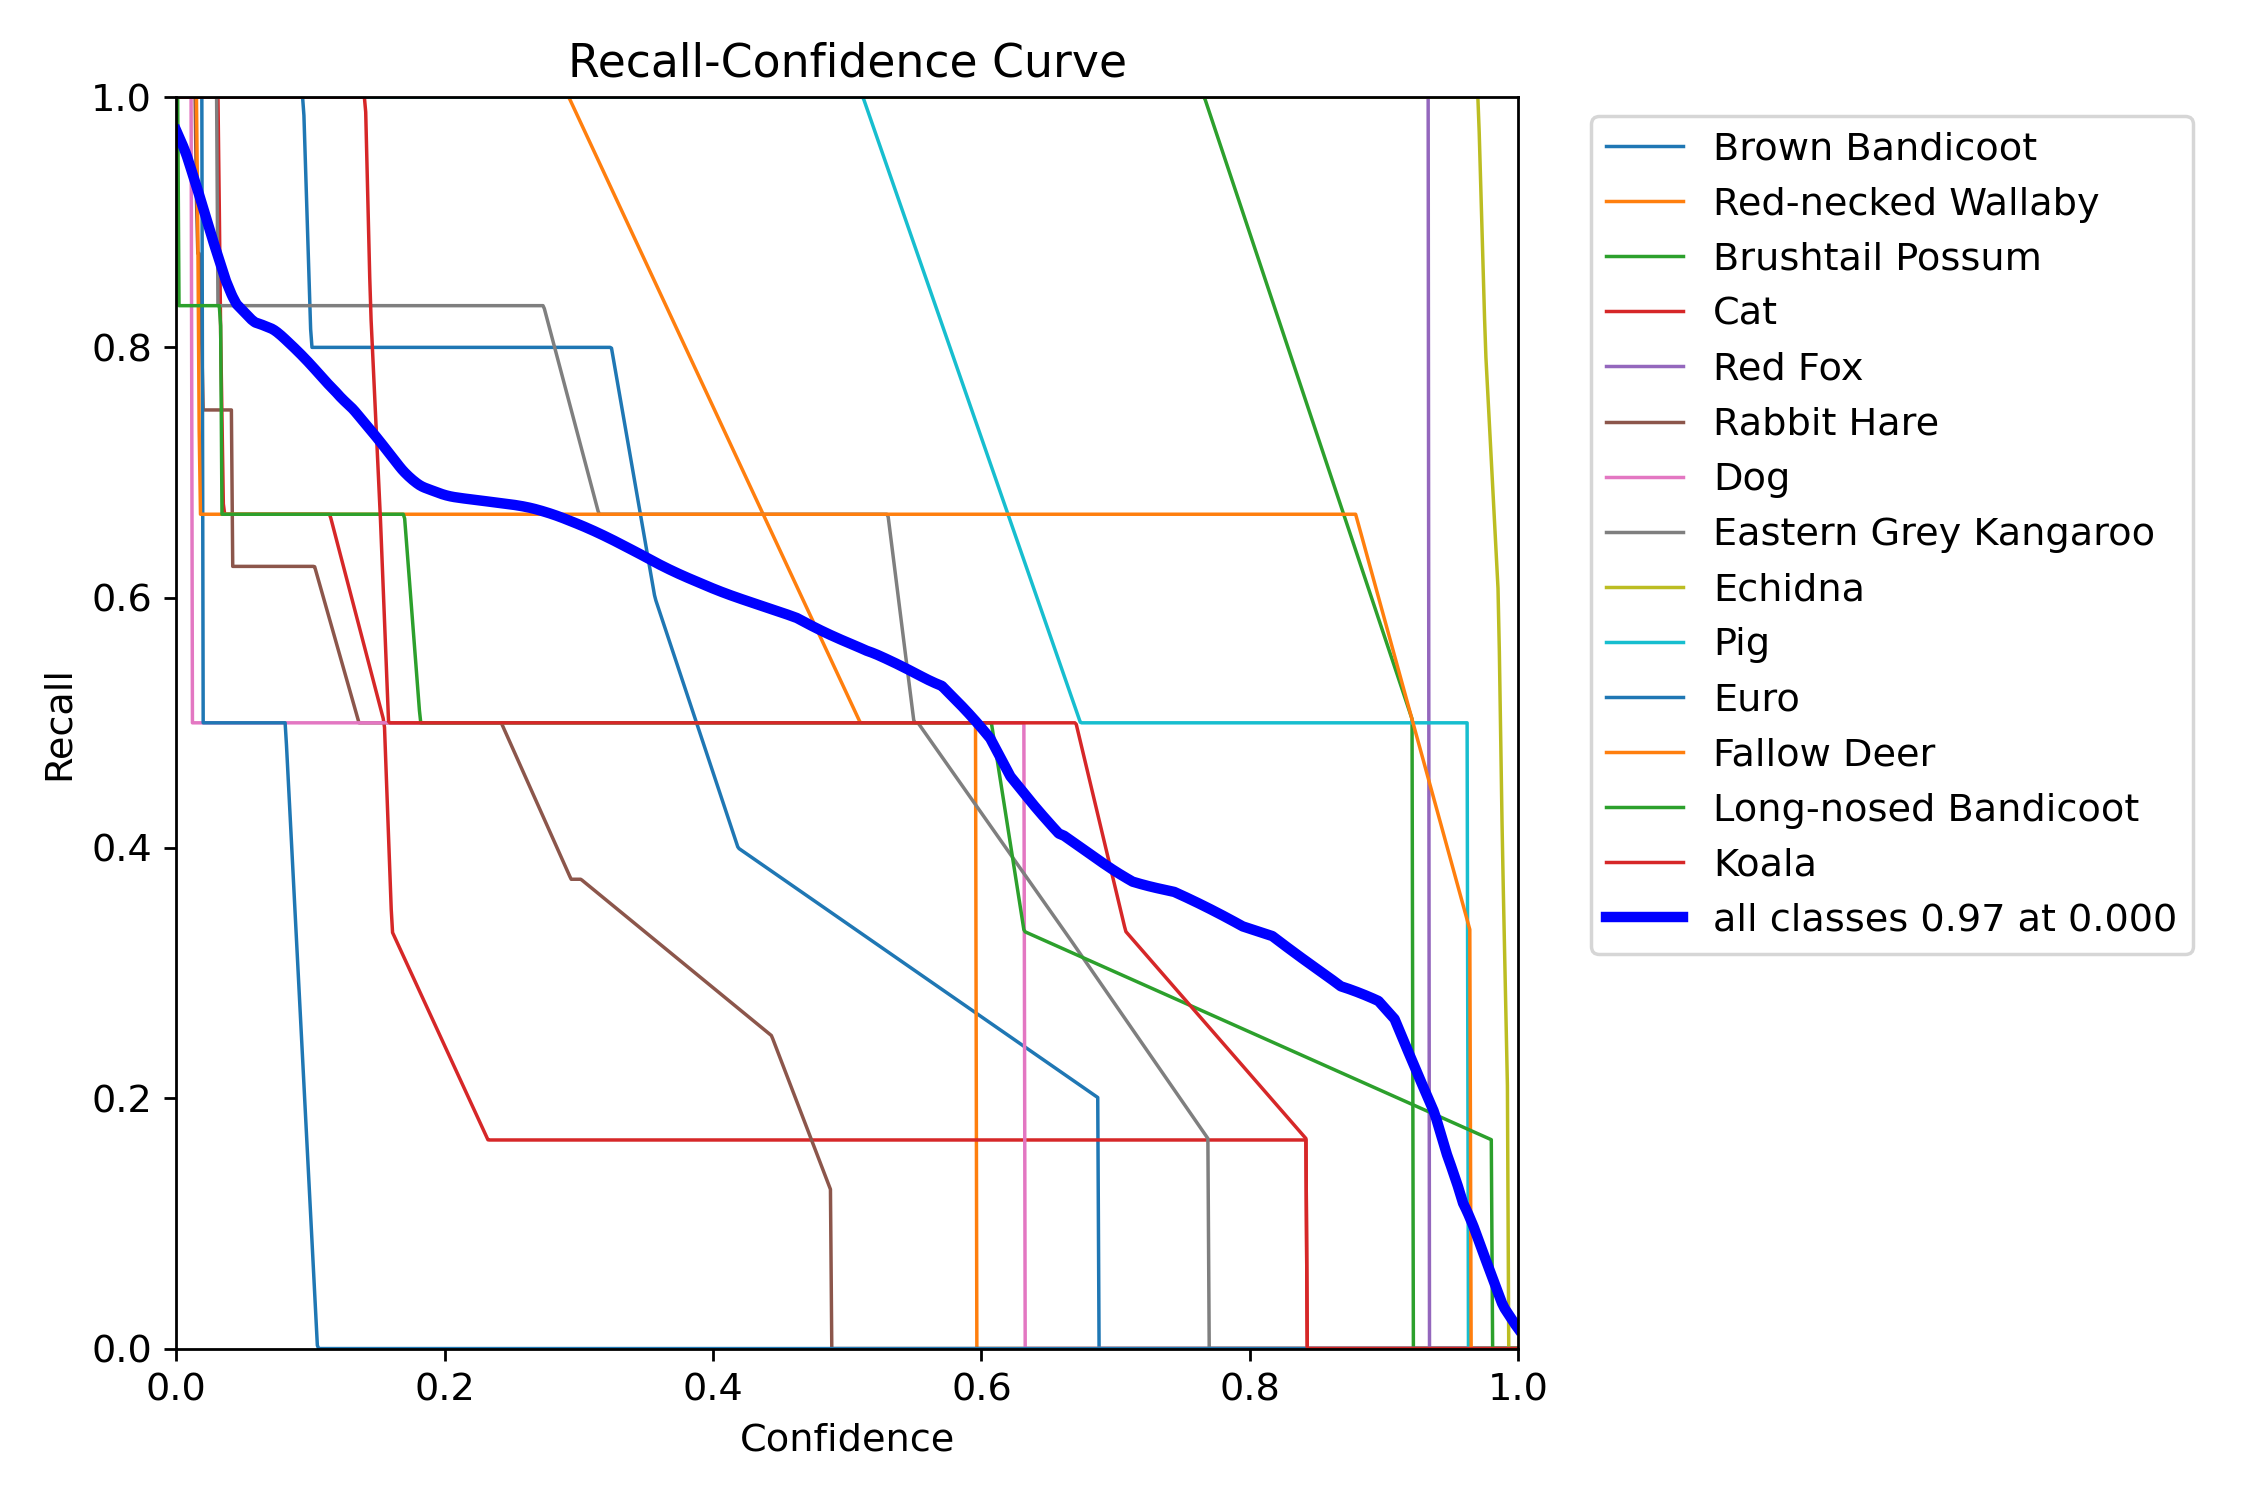 Recall-Confidence Curve
1.0
0.8
0.6
0.4
0.2
0.0
Recall
0.0 0.2 0.4 0.6 0.8 1.0
Confidence
Brown Bandicoot
Red-necked Wallaby
Brushtail Possum
Cat
Red Fox
Rabbit Hare
Dog
Eastern Grey Kangaroo
Echidna
Pig
Euro
Fallow Deer
Long-nosed Bandicoot
Koala
all classes 0.97 at 0.000